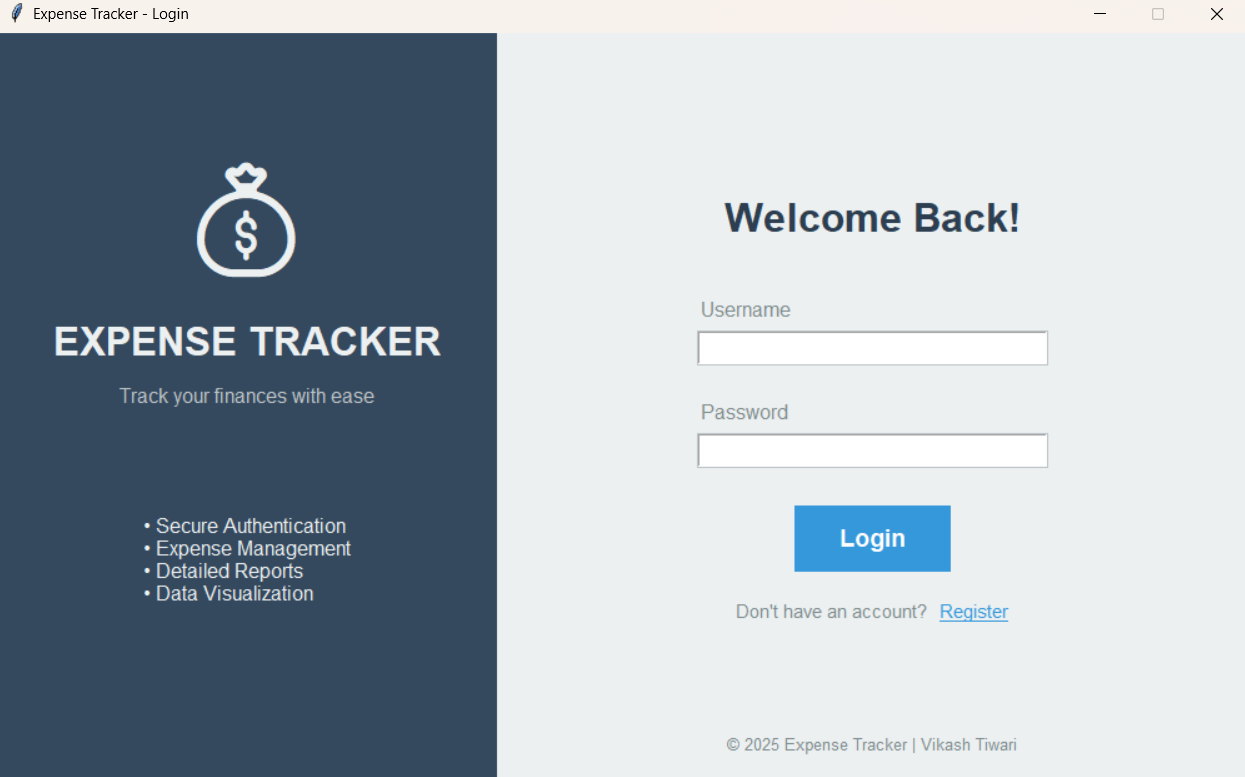 Expense Tracker - Login
$
EXPENSE TRACKER
Track your finances with ease
• Secure Authentication
• Expense Management
• Detailed Reports
• Data Visualization
Welcome Back!
Username
Password
Login
Don't have an account? Register
© 2025 Expense Tracker | Vikash Tiwari